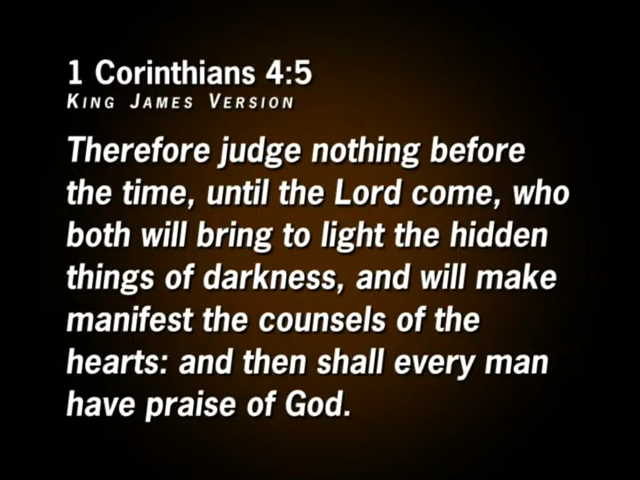 1 Corinthians 4:5
King James Version
Therefore judge nothing before
the time, until the Lord come, who
both will bring to light the hidden
things of darkness, and will make
manifest the counsels of the
hearts: and then shall every man
have praise of God.